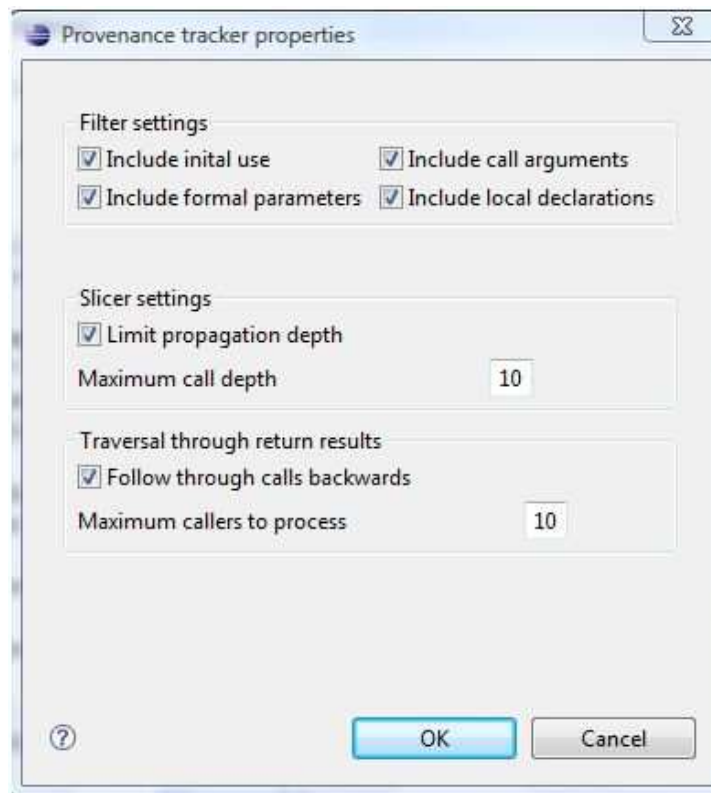 Provenance tracker properties
Filter settings
Include inital use
Include call arguments
Include formal parameters
Include local declarations
Slicer settings
Limit propagation depth
Maximum call depth 10
Traversal through return results
Follow through calls backwards
Maximum callers to process 10
? OK Cancel